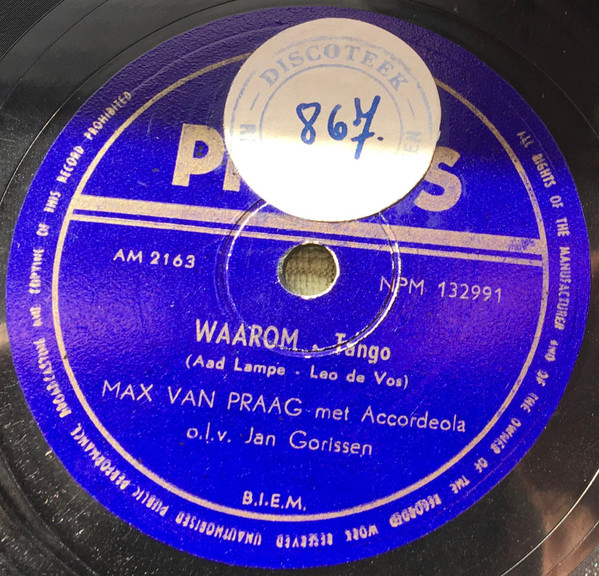 DISCOTEEK
867.
AM 2163
NPM 132991
WAAROM - Tango
(Aad Lampe - Leo de Vos)
MAX VAN PRAAG met Accordeola
o.l.v. Jan Gorissen
B.I.E.M.
ALL RIGHTS OF THE MANUFACTURER AND OF THE OWNER OF THE RECORDED WORK RESERVED UNAUTHORISED PUBLIC PERFORMANCE, BROADCASTING AND COPYING OF THIS RECORD PROHIBITED